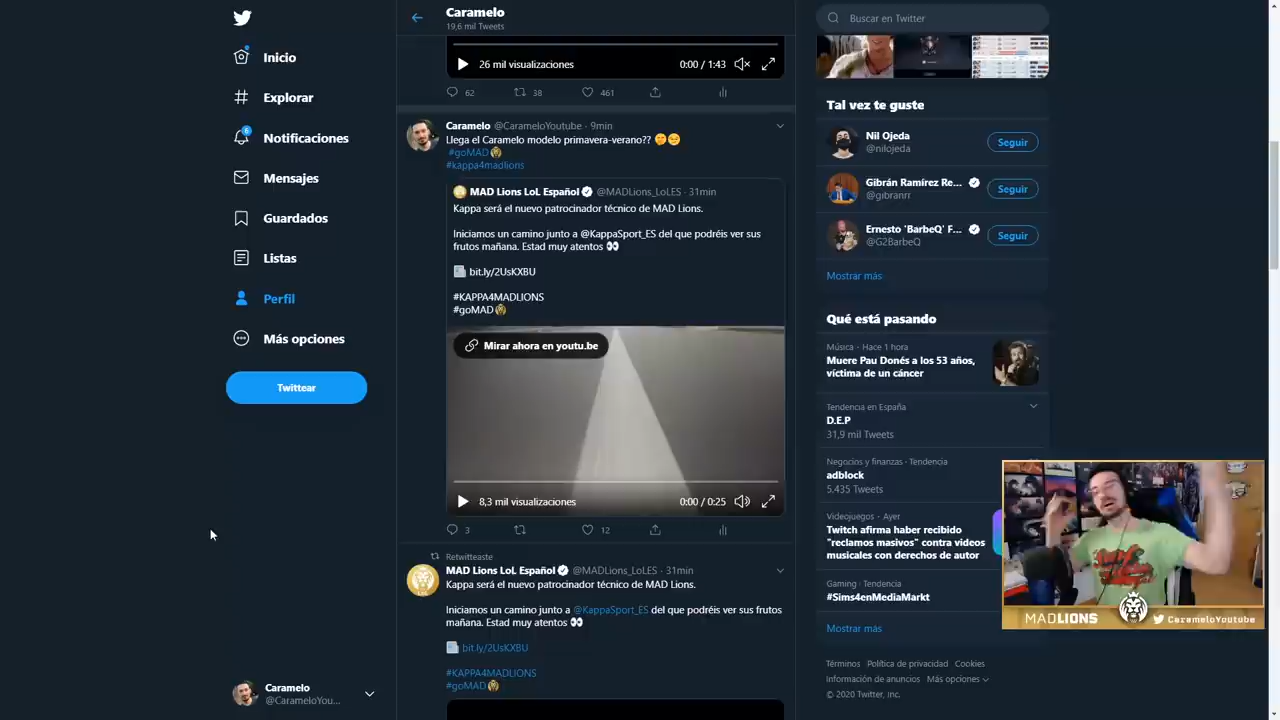 Inicio
Explorar
6
Notificaciones
Mensajes
Guardados
Listas
Perfil
Más opciones
Twittear
Caramelo
@CarameloYou...
Caramelo
19,6 mil Tweets
26 mil visualizaciones
0:00 / 1:43
62 38 461
Caramelo @CarameloYoutube · 9min
Llega el Caramelo modelo primavera-verano?? 🤭😒
#goMAD
#kappa4madlions
MAD Lions LoL Español @MADLions_LoLES · 31min
Kappa será el nuevo patrocinador técnico de MAD Lions.
Iniciamos un camino junto a @KappaSport_ES del que podréis ver sus
frutos mañana. Estad muy atentos 👀
bit.ly/2UsKXBU
#KAPPA4MADLIONS
#goMAD
Mirar ahora en youtu.be
8,3 mil visualizaciones
0:00 / 0:25
3 12
Retwitteaste
MAD Lions LoL Español @MADLions_LoLES · 31min
Kappa será el nuevo patrocinador técnico de MAD Lions.
Iniciamos un camino junto a @KappaSport_ES del que podréis ver sus frutos
mañana. Estad muy atentos 👀
bit.ly/2UsKXBU
#KAPPA4MADLIONS
#goMAD
Buscar en Twitter
Tal vez te guste
Nil Ojeda
@nilojeda
Seguir
Gibrán Ramírez Re...
@gibranrr
Seguir
Ernesto 'BarbeQ' F...
@G2BarbeQ
Seguir
Mostrar más
Qué está pasando
Música · Hace 1 hora
Muere Pau Donés a los 53 años,
víctima de un cáncer
Tendencia en España
D.E.P
31,9 mil Tweets
Negocios y finanzas · Tendencia
adblock
5.435 Tweets
Videojuegos · Ayer
Twitch afirma haber recibido
"reclamos masivos" contra videos
musicales con derechos de autor
Gaming · Tendencia
#Sims4enMediaMarkt
Mostrar más
Términos Política de privacidad Cookies
Información de anuncios Más opciones
© 2020 Twitter, Inc.
MADLIONS
CarameloYoutube